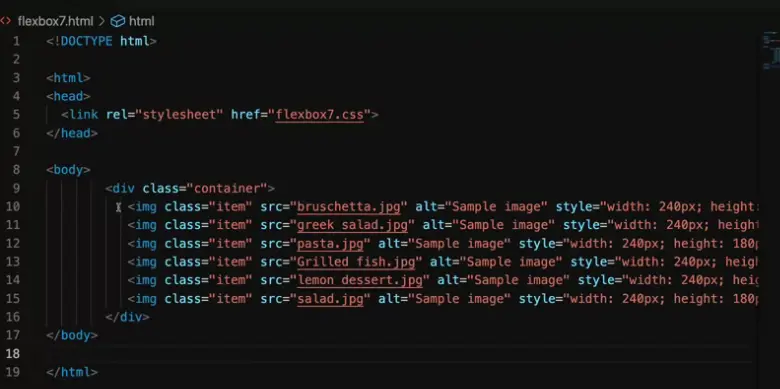 <> flexbox7.html > html
1 <!DOCTYPE html>
2
3 <html>
4 <head>
5 <link rel="stylesheet" href="flexbox7.css">
6 </head>
7
8 <body>
9 <div class="container">
10 <img class="item" src="bruschetta.jpg" alt="Sample image" style="width: 240px; height:
11 <img class="item" src="greek salad.jpg" alt="Sample image" style="width: 240px; heigh
12 <img class="item" src="pasta.jpg" alt="Sample image" style="width: 240px; height: 180p
13 <img class="item" src="Grilled fish.jpg" alt="Sample image" style="width: 240px; heig
14 <img class="item" src="lemon dessert.jpg" alt="Sample image" style="width: 240px; hei
15 <img class="item" src="salad.jpg" alt="Sample image" style="width: 240px; height: 180p
16 </div>
17 </body>
18
19 </html>